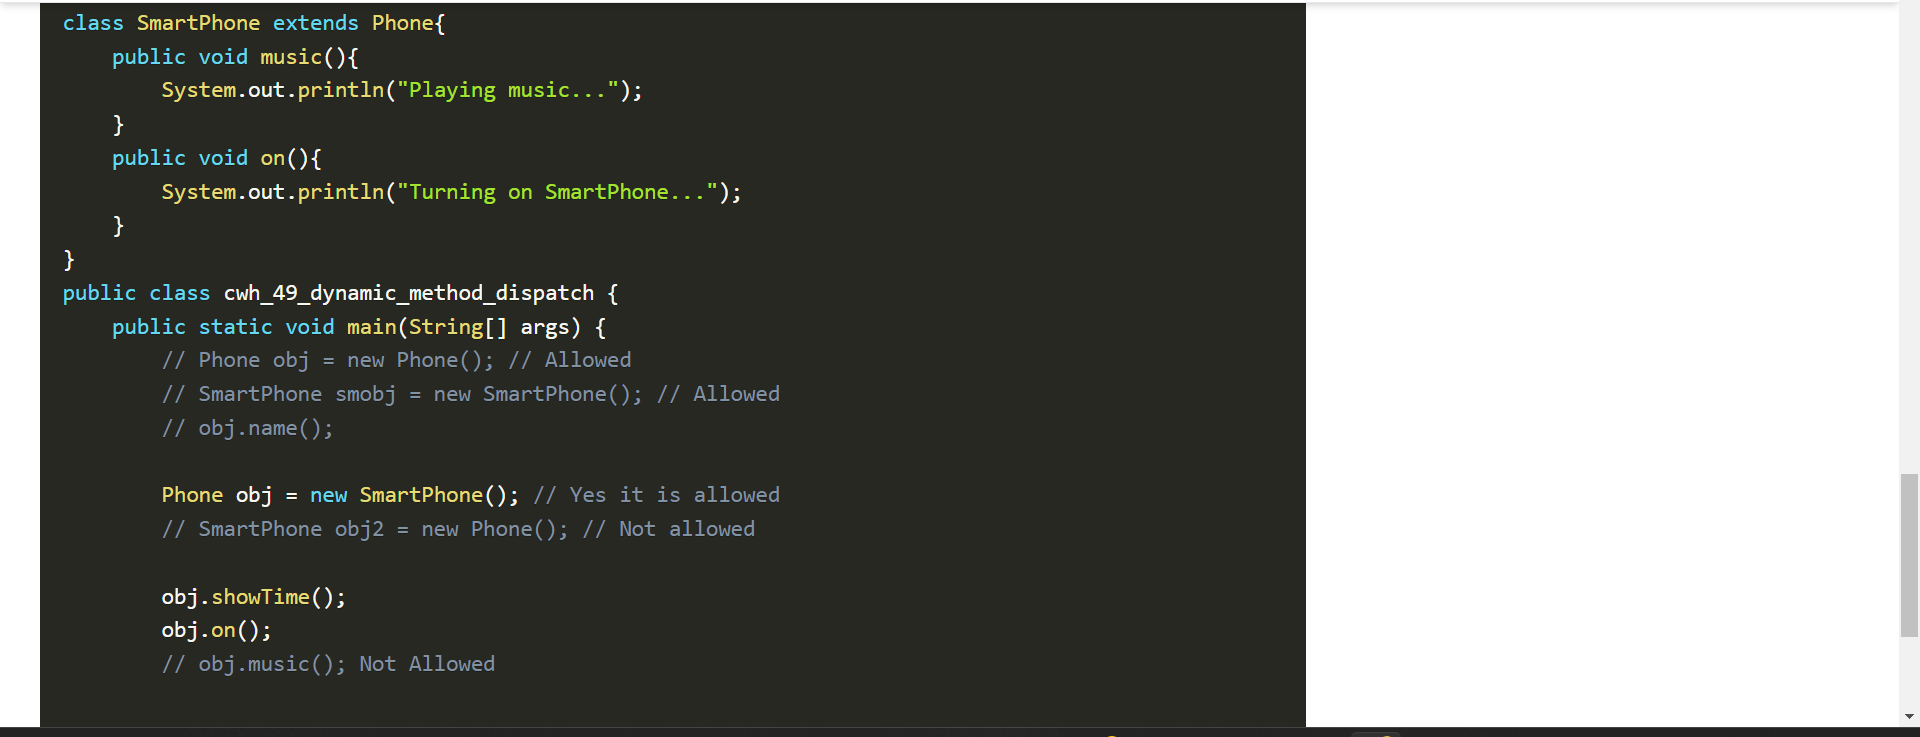 class SmartPhone extends Phone{
    public void music(){
        System.out.println("Playing music...");
    }
    public void on(){
        System.out.println("Turning on SmartPhone...");
    }
}
public class cwh_49_dynamic_method_dispatch {
    public static void main(String[] args) {
        // Phone obj = new Phone(); // Allowed
        // SmartPhone smobj = new SmartPhone(); // Allowed
        // obj.name();

        Phone obj = new SmartPhone(); // Yes it is allowed
        // SmartPhone obj2 = new Phone(); // Not allowed

        obj.showTime();
        obj.on();
        // obj.music(); Not Allowed